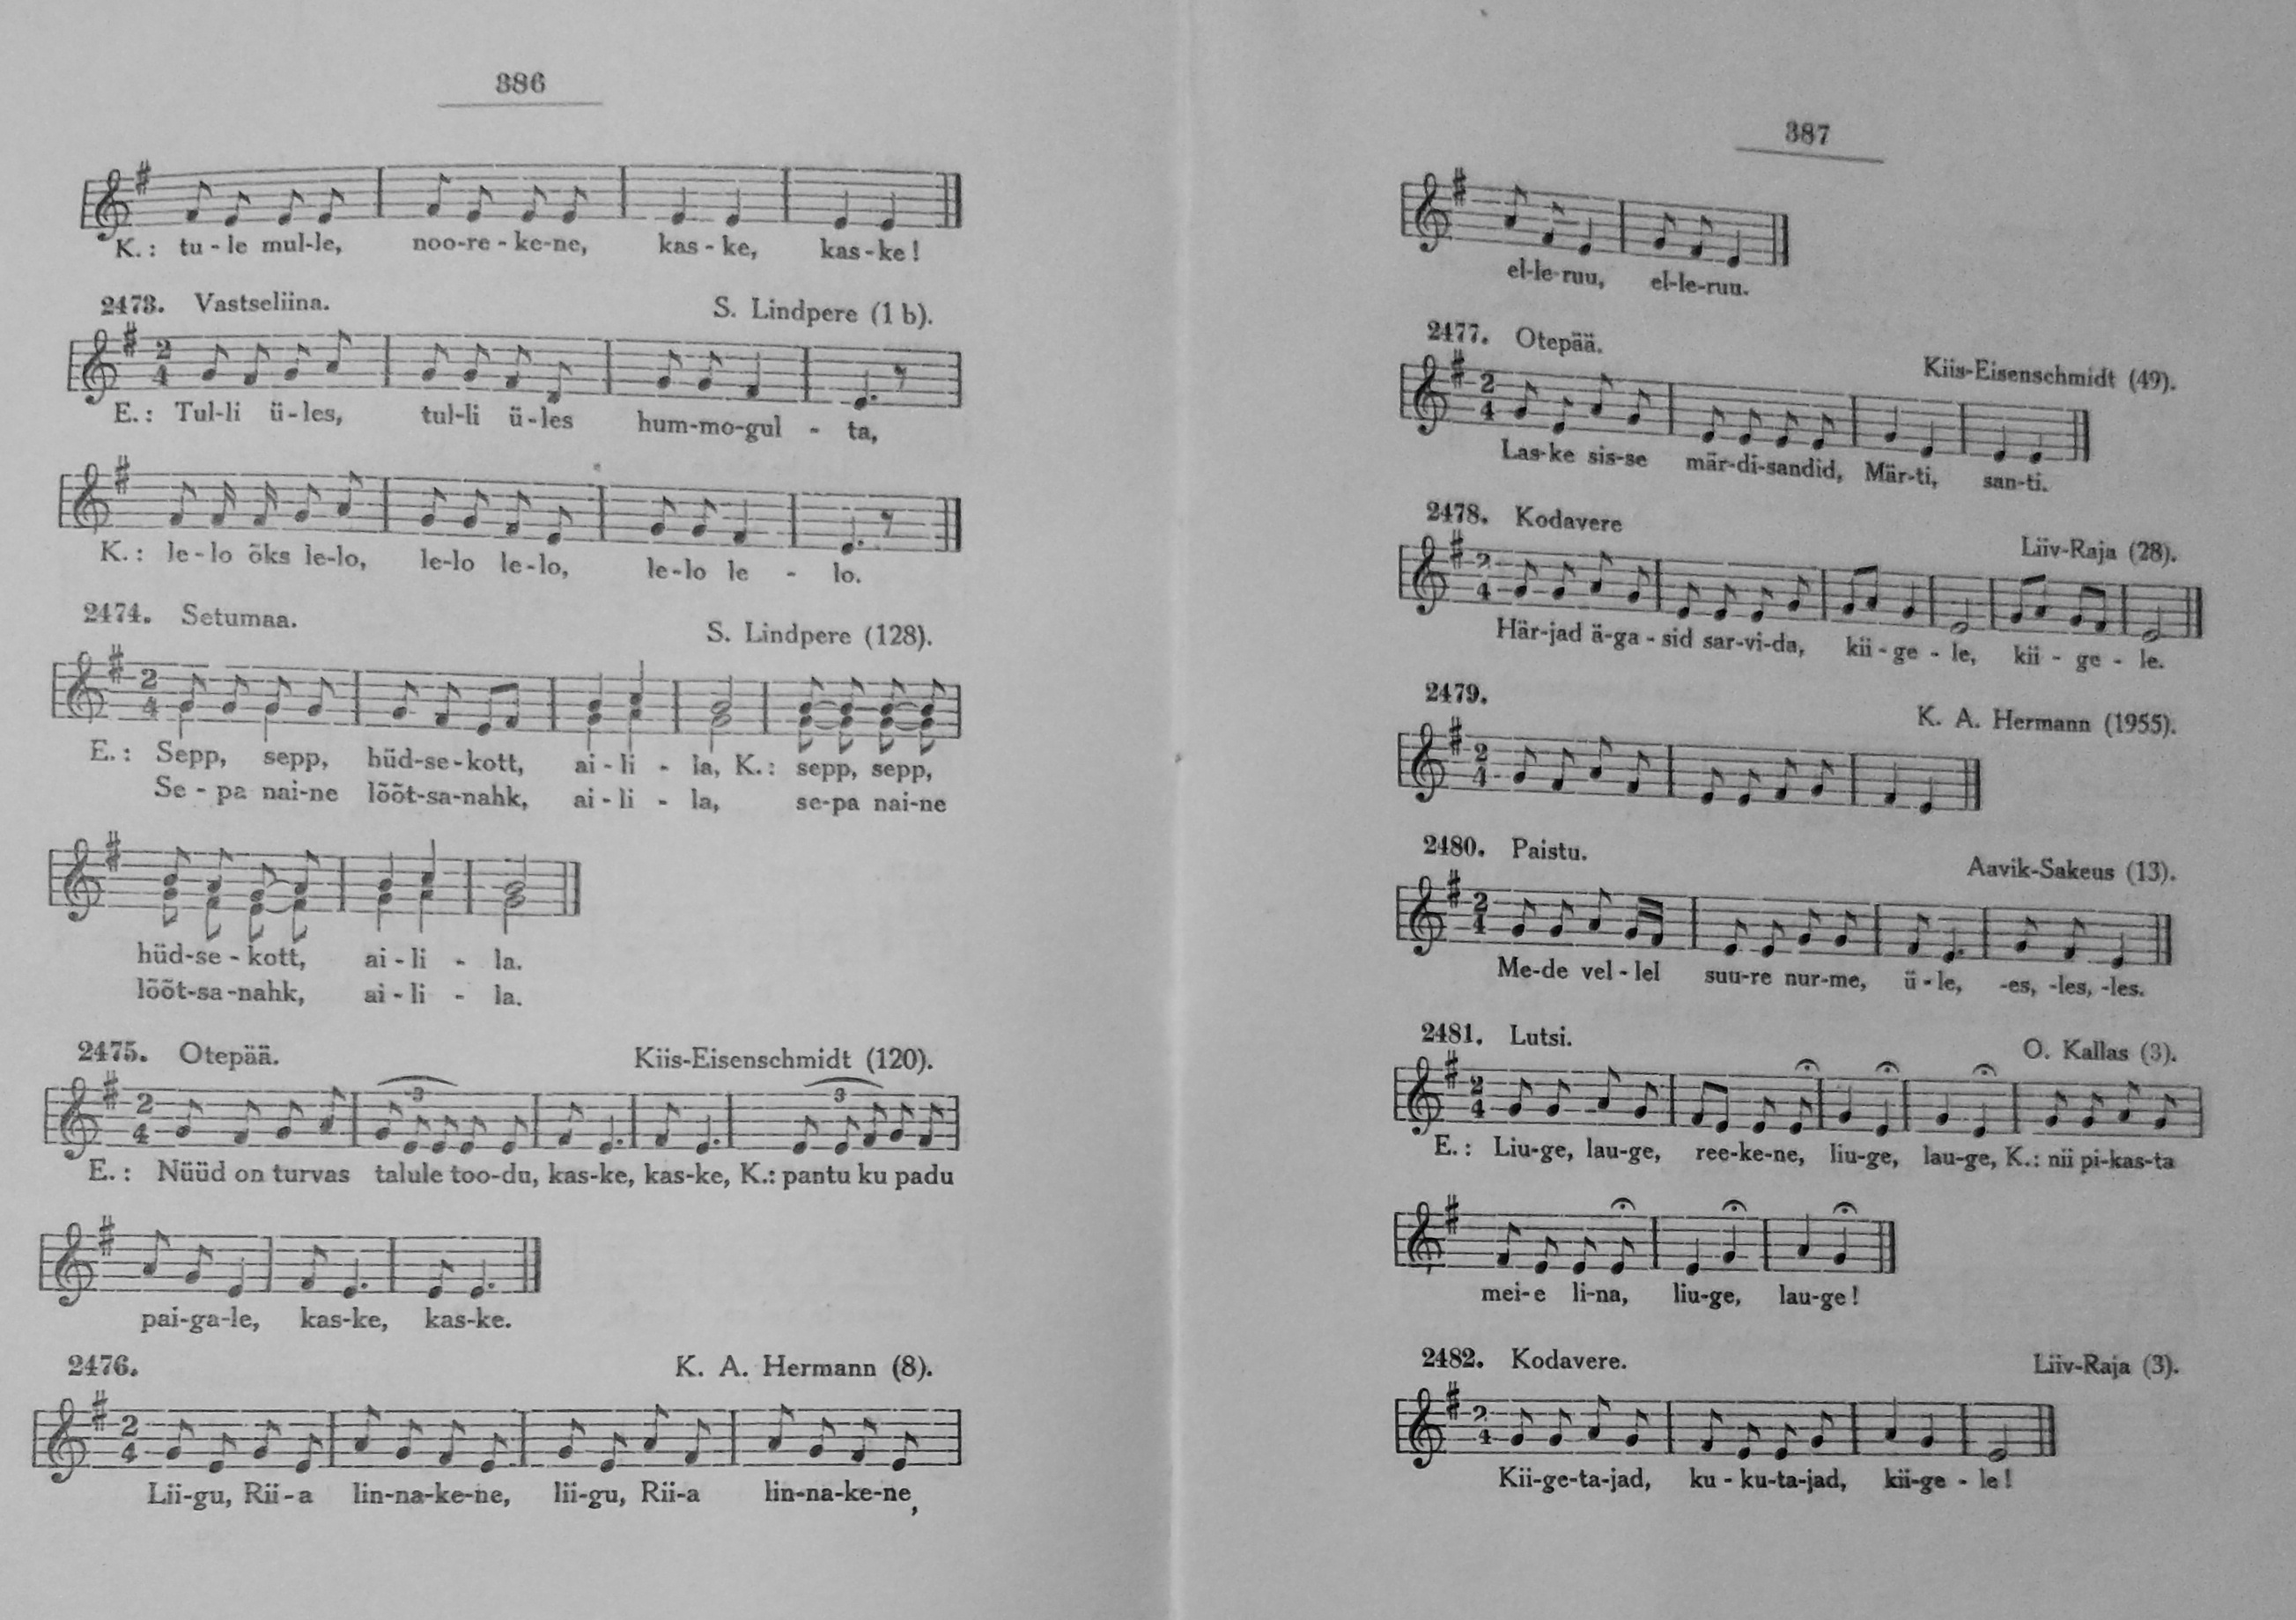 386
K.: tu - le mul-le, noo-re - ke-ne, kas - ke, kas - ke!
2473. Vastseliina. S. Lindpere (1 b).
2 4
E.: Tul-li ü - les, tul-li ü - les hum-mo-gul - ta,
K.: le - lo õks le-lo, le-lo le - lo, le-lo le - lo.
2474. Setumaa. S. Lindpere (128).
2 4
E.: Sepp, sepp, hüd-se-kott, ai - li - la, K.: sepp, sepp,
Se - pa nai-ne lõõt-sa-nahk, ai - li - la, se-pa nai-ne
hüd-se - kott, ai - li - la.
lõõt-sa-nahk, ai - li - la.
2475. Otepää. Kiis-Eisenschmidt (120).
2 4 3 3
E.: Nüüd on turvas talule too-du, kas-ke, kas-ke, K.: pantu ku padu
pai-ga-le, kas-ke, kas-ke.
2476. K. A. Hermann (8).
2 4
Lii-gu, Rii - a lin-na-ke-ne, lii-gu, Rii-a lin-na-ke-ne,
387
el-le-ruu, el-le-ruu.
2477. Otepää. Kiis-Eisenschmidt (49).
2 4
Las-ke sis-se mär-di-sandid, Mär-ti, san-ti.
2478. Kodavere Liiv-Raja (28).
2 4
Här-jad ä-ga - sid sar-vi-da, kii - ge - le, kii - ge - le.
2479. K. A. Hermann (1955).
2 4
2480. Paistu. Aavik-Sakeus (13).
2 4
Me-de vel - lel suu-re nur-me, ü - le, -es, -les, -les.
2481. Lutsi. O. Kallas (3).
2 4
E.: Liu-ge, lau-ge, ree-ke-ne, liu-ge, lau-ge, K.: nii pi-kas-ta
mei-e li-na, liu-ge, lau-ge!
2482. Kodavere. Liiv-Raja (3).
2 4
Kii-ge-ta-jad, ku - ku-ta-jad, kii-ge - le!